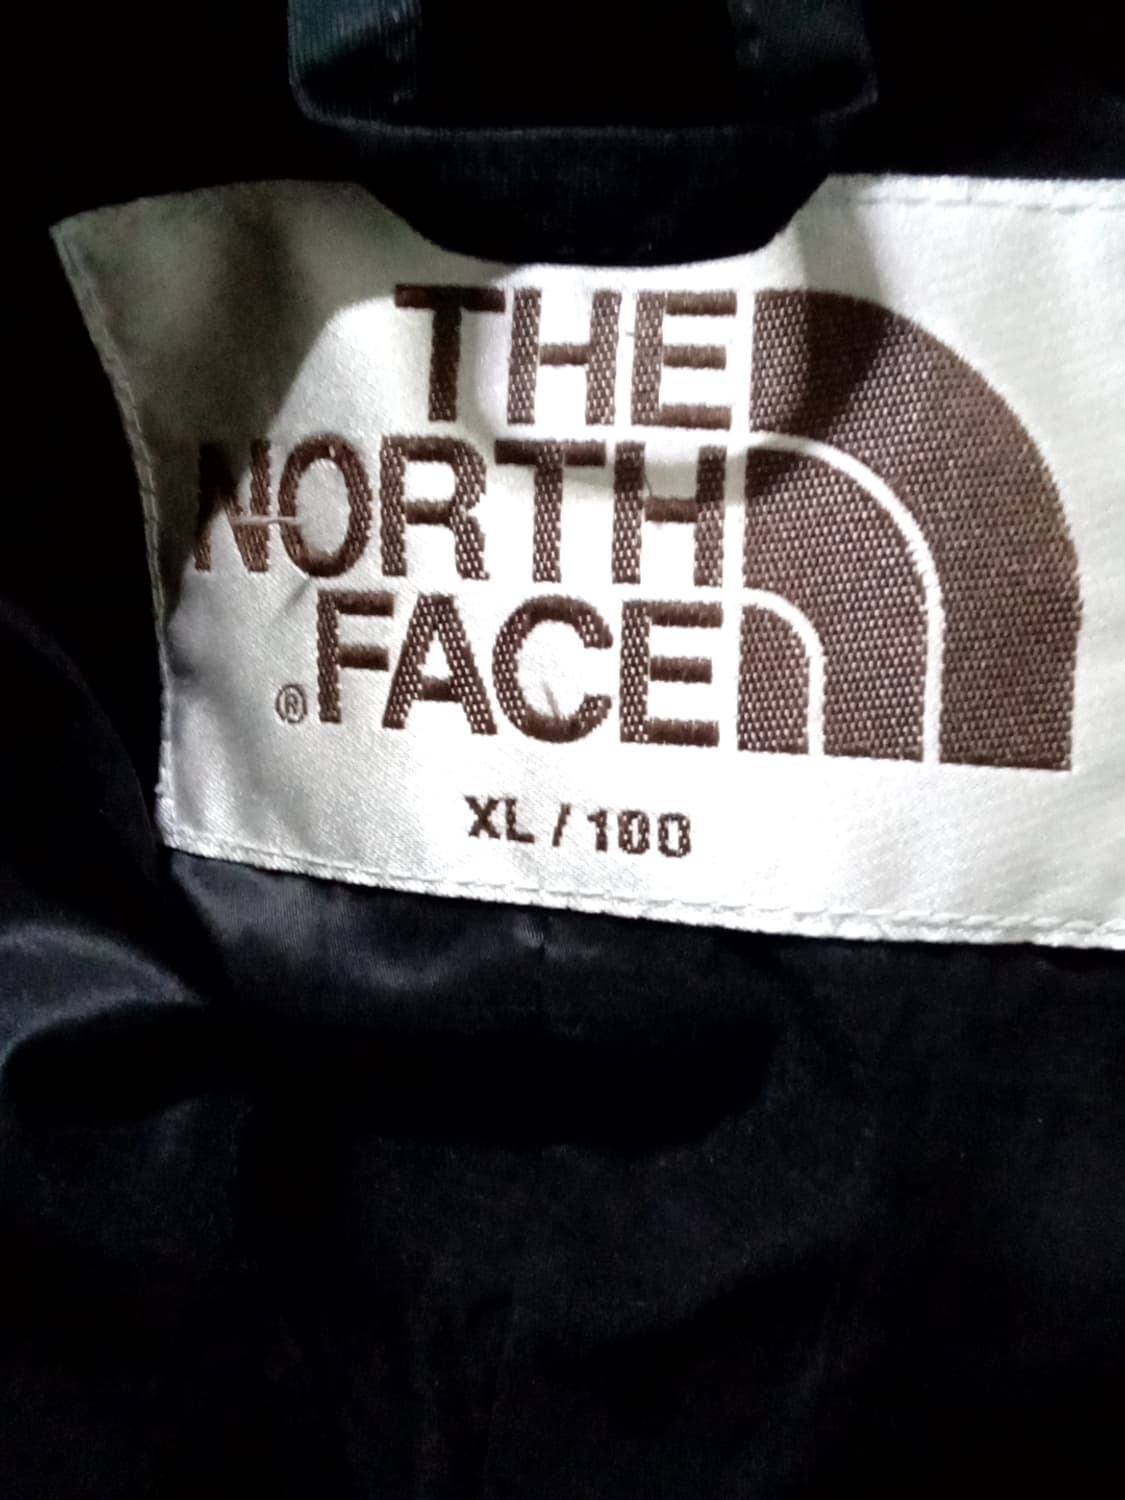 THE
NORTH
FACE
®
XL / 100